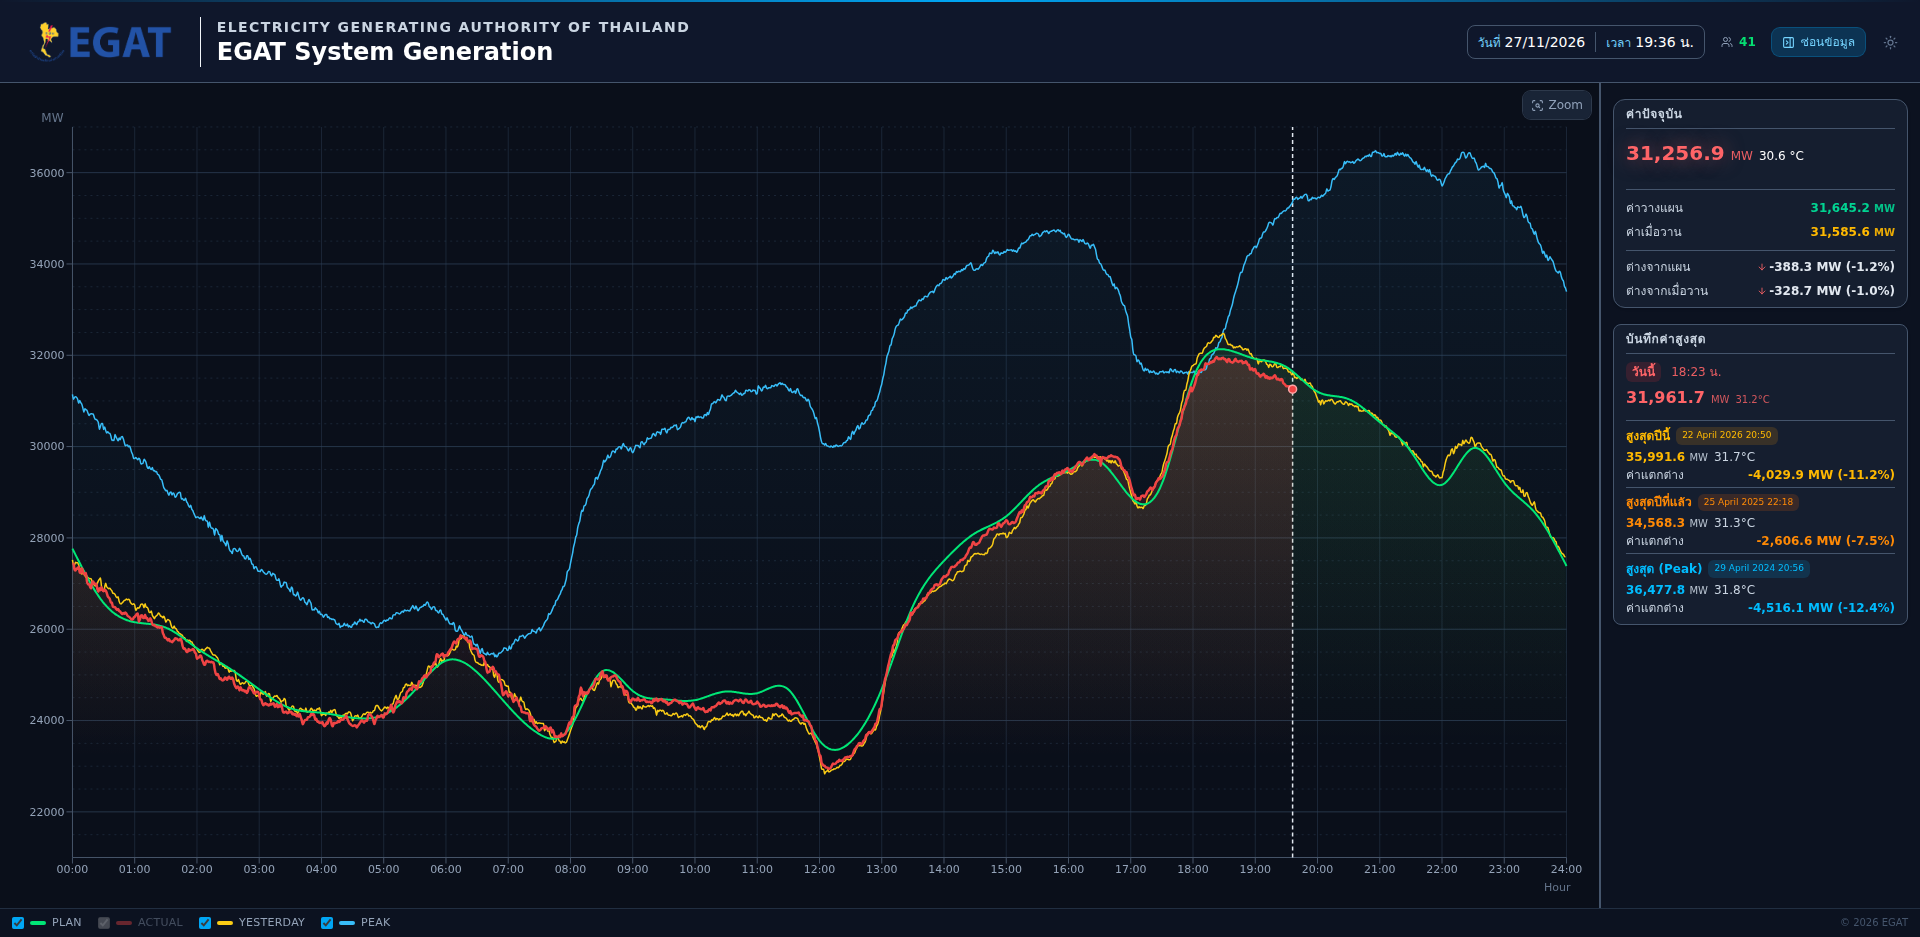 EGAT
ELECTRICITY GENERATING AUTHORITY OF THAILAND
EGAT System Generation
วันที่ 27/11/2026 เวลา 19:36 น.
41
ซ่อนข้อมูล
Zoom
MW
36000
34000
32000
30000
28000
26000
24000
22000
00:00 01:00 02:00 03:00 04:00 05:00 06:00 07:00 08:00 09:00 10:00 11:00 12:00 13:00 14:00 15:00 16:00 17:00 18:00 19:00 20:00 21:00 22:00 23:00 24:00
Hour
ค่าปัจจุบัน
31,256.9 MW 30.6 °C
ค่าวางแผน 31,645.2 MW
ค่าเมื่อวาน 31,585.6 MW
ต่างจากแผน ↓ -388.3 MW (-1.2%)
ต่างจากเมื่อวาน ↓ -328.7 MW (-1.0%)
บันทึกค่าสูงสุด
วันนี้ 18:23 น.
31,961.7 MW 31.2°C
สูงสุดปีนี้ 22 April 2026 20:50
35,991.6 MW 31.7°C
ค่าแตกต่าง -4,029.9 MW (-11.2%)
สูงสุดปีที่แล้ว 25 April 2025 22:18
34,568.3 MW 31.3°C
ค่าแตกต่าง -2,606.6 MW (-7.5%)
สูงสุด (Peak) 29 April 2024 20:56
36,477.8 MW 31.8°C
ค่าแตกต่าง -4,516.1 MW (-12.4%)
PLAN ACTUAL YESTERDAY PEAK
© 2026 EGAT